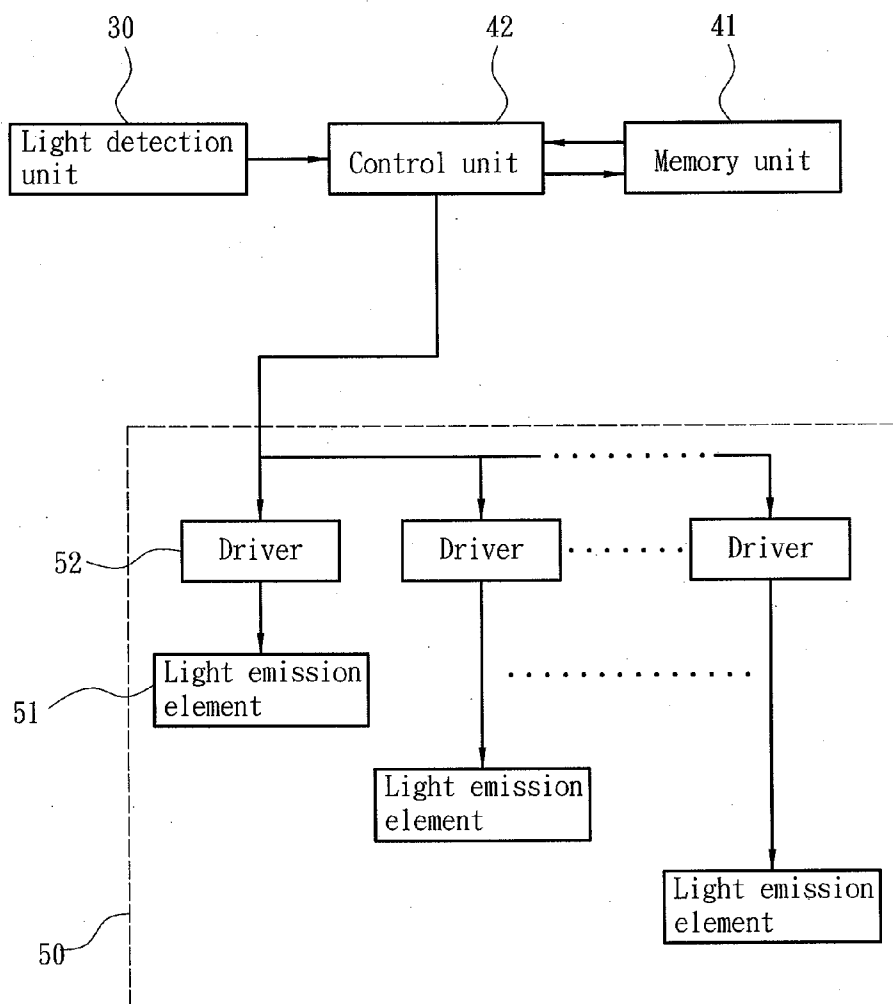 30
42
41
Light detection
unit
Control unit
Memory unit
Driver
Driver
Driver
52
Light emission
element
51
Light emission
element
Light emission
element
50